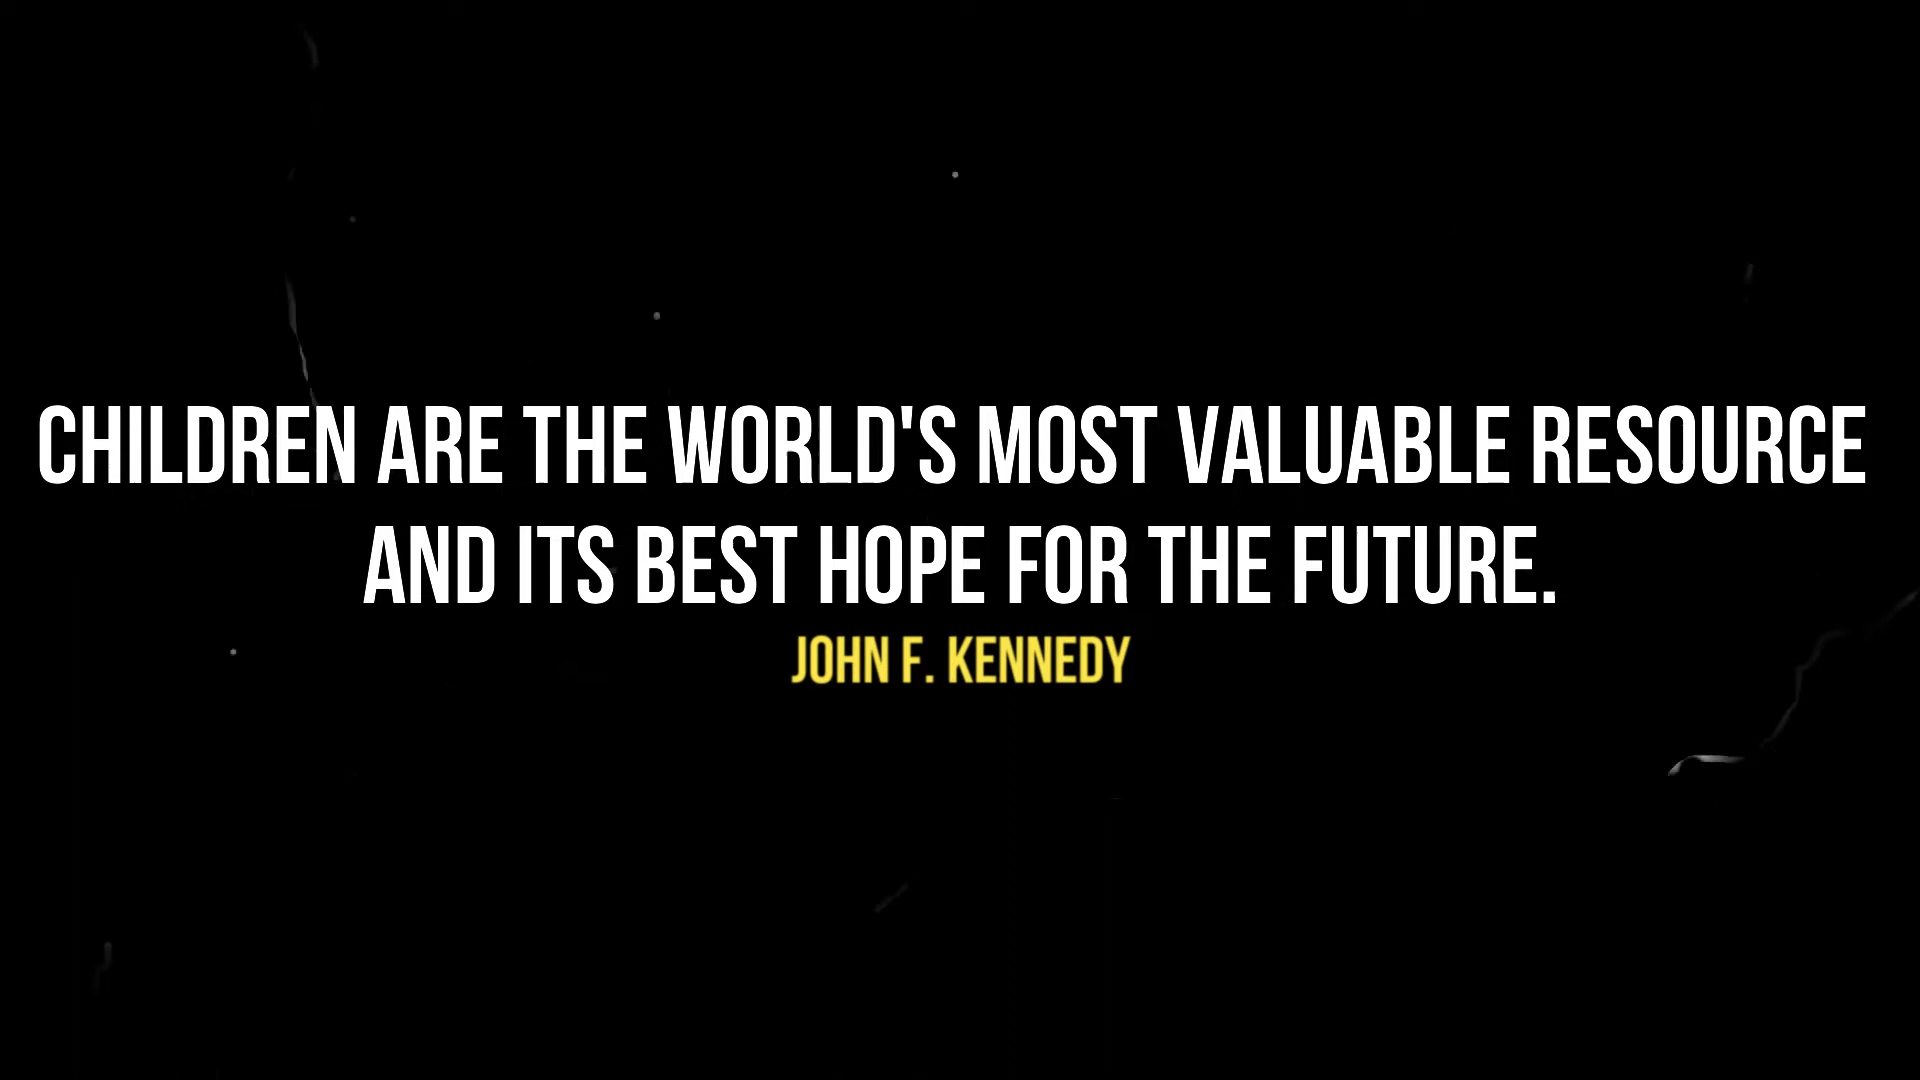 CHILDREN ARE THE WORLD'S MOST VALUABLE RESOURCE
AND ITS BEST HOPE FOR THE FUTURE.
JOHN F. KENNEDY